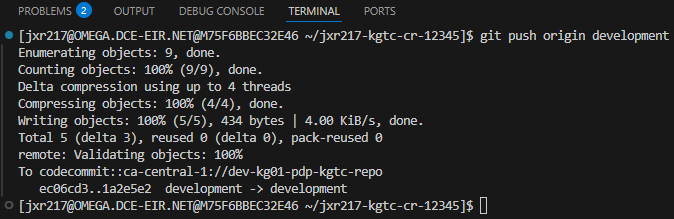 PROBLEMS 2 OUTPUT DEBUG CONSOLE TERMINAL PORTS
[jxr217@OMEGA.DCE-EIR.NET@M75F6BBEC32E46 ~/jxr217-kgtc-cr-12345]$ git push origin development
Enumerating objects: 9, done.
Counting objects: 100% (9/9), done.
Delta compression using up to 4 threads
Compressing objects: 100% (4/4), done.
Writing objects: 100% (5/5), 434 bytes | 4.00 KiB/s, done.
Total 5 (delta 3), reused 0 (delta 0), pack-reused 0
remote: Validating objects: 100%
To codecommit::ca-central-1://dev-kg01-pdp-kgtc-repo
   ec06cd3..1a2e5e2  development -> development
[jxr217@OMEGA.DCE-EIR.NET@M75F6BBEC32E46 ~/jxr217-kgtc-cr-12345]$